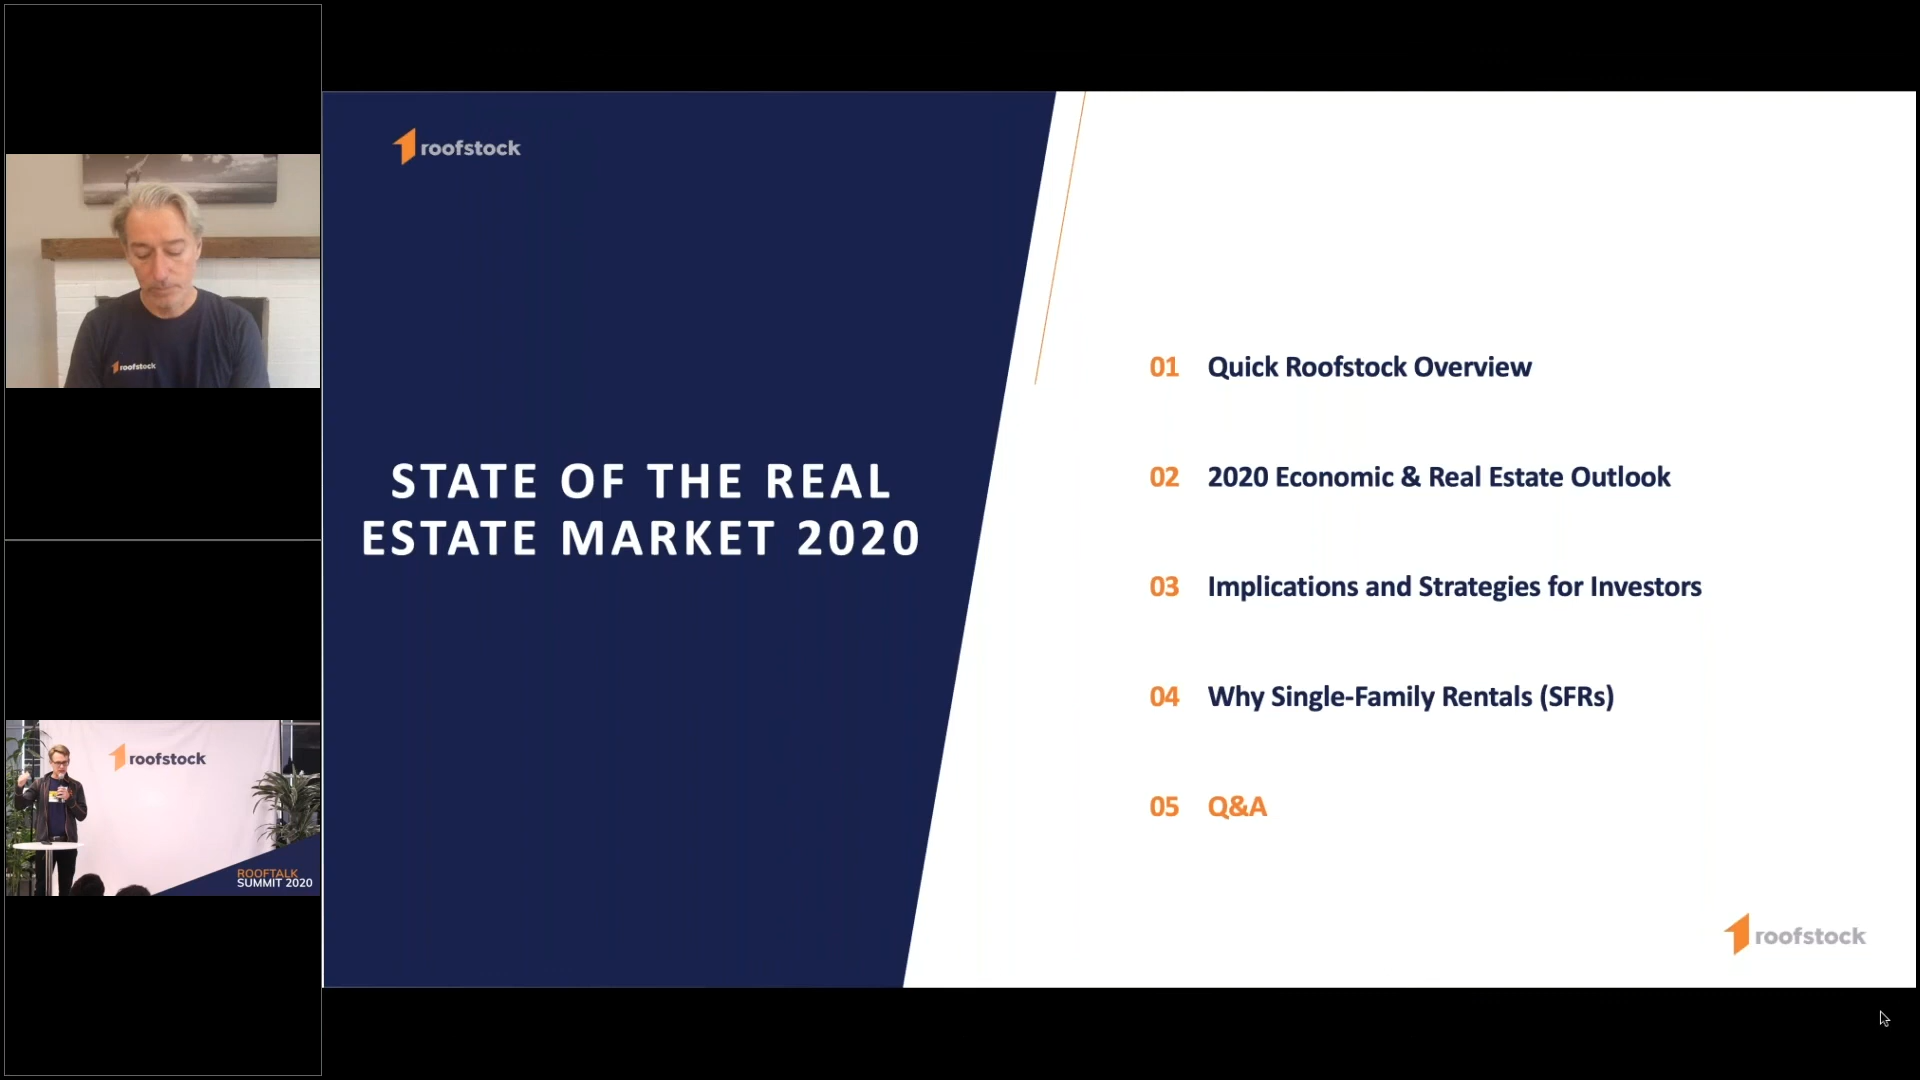 roofstock
roofstock
ROOFTALK
SUMMIT 2020
roofstock
STATE OF THE REAL
ESTATE MARKET 2020
01 Quick Roofstock Overview
02 2020 Economic & Real Estate Outlook
03 Implications and Strategies for Investors
04 Why Single-Family Rentals (SFRs)
05 Q&A
roofstock